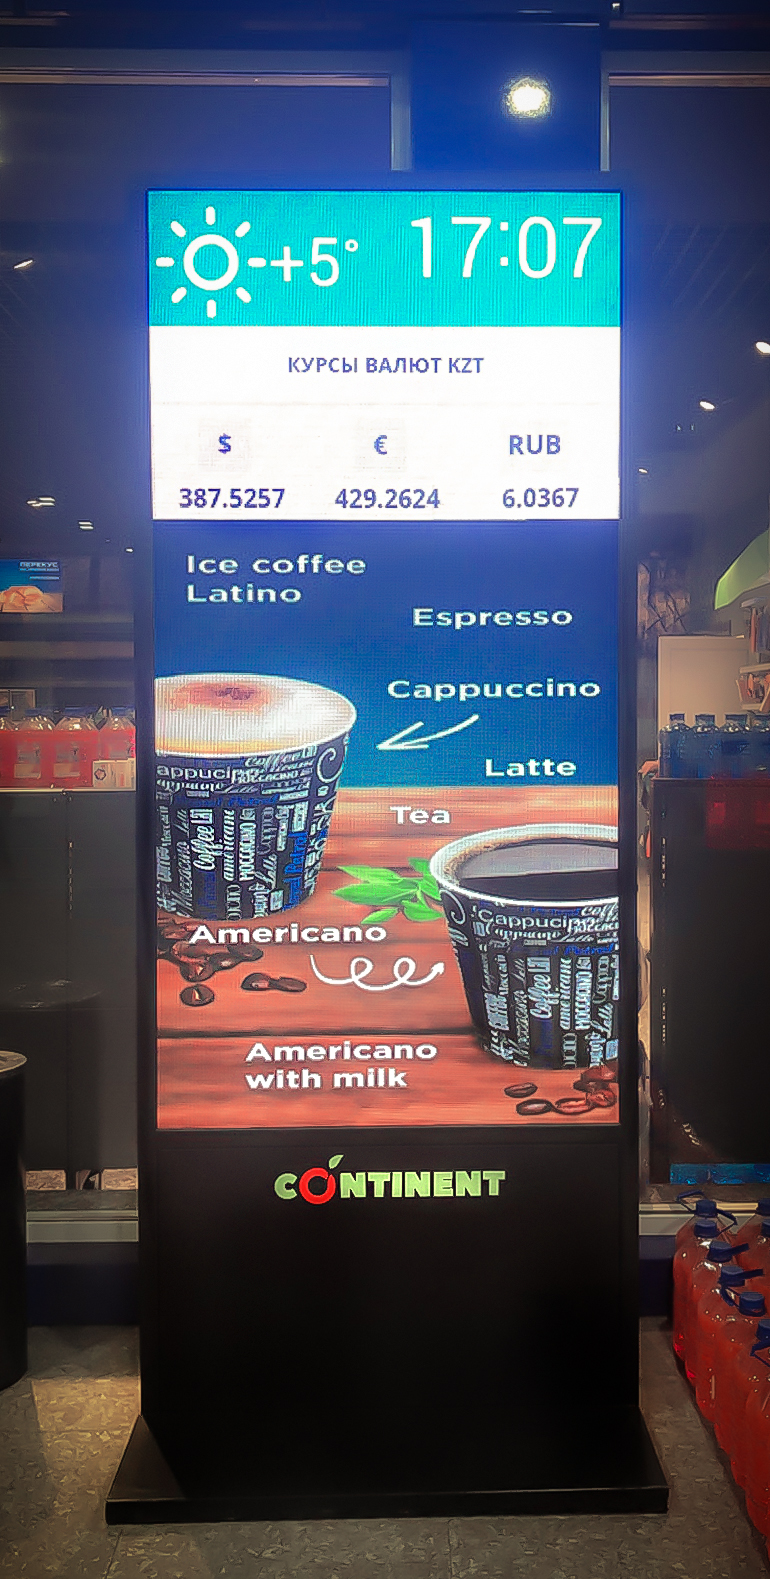 +5° 17:07
КУРСЫ ВАЛЮТ KZT
$ € RUB
387.5257 429.2624 6.0367
Ice coffee
Latino
Espresso
Cappuccino
Latte
Tea
Americano
Americano
with milk
CONTINENT
ПЕРЕКУС